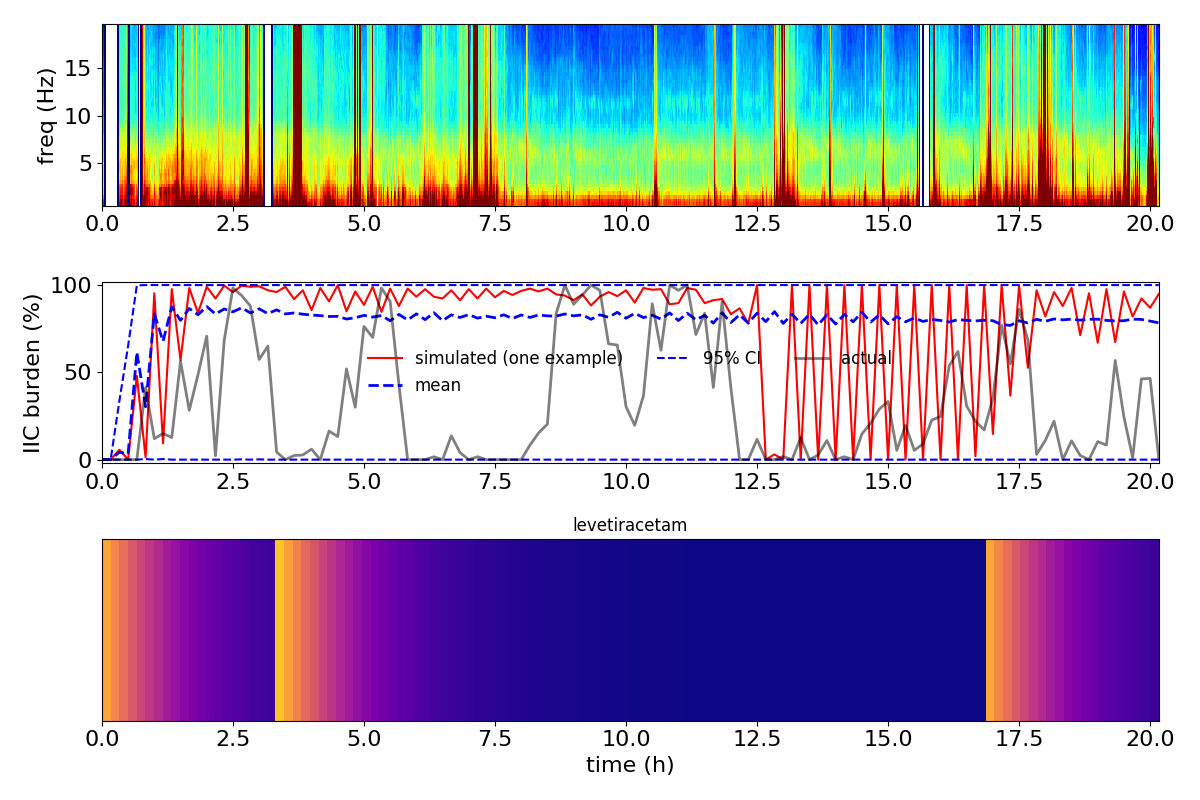 freq (Hz)
15
10
5
0.0 2.5 5.0 7.5 10.0 12.5 15.0 17.5 20.0
IIC burden (%)
100
50
0
simulated (one example) 95% CI actual
mean
0.0 2.5 5.0 7.5 10.0 12.5 15.0 17.5 20.0
levetiracetam
0.0 2.5 5.0 7.5 10.0 12.5 15.0 17.5 20.0
time (h)